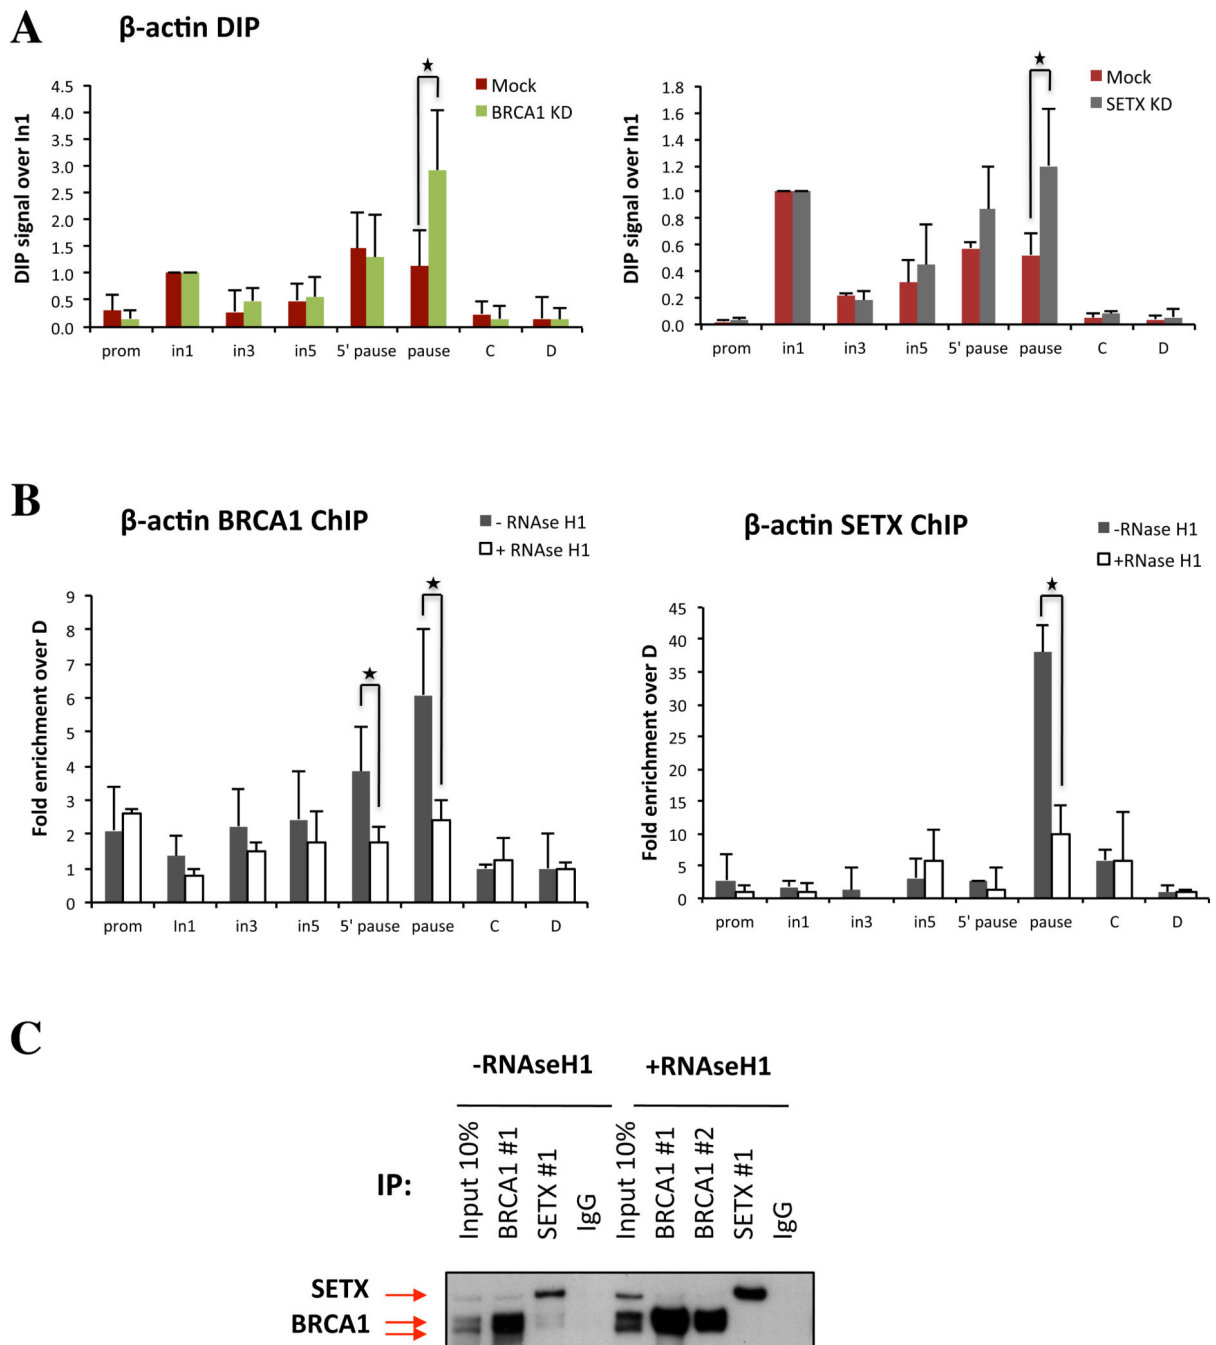 A
β-actin DIP
DIP signal over In1
4.5
4.0
3.5
3.0
2.5
2.0
1.5
1.0
0.5
0.0
Mock
BRCA1 KD
prom in1 in3 in5 5' pause pause C D
DIP signal over In1
1.8
1.6
1.4
1.2
1.0
0.8
0.6
0.4
0.2
0.0
Mock
SETX KD
prom in1 in3 in5 5' pause pause C D
B
β-actin BRCA1 ChIP
- RNAse H1
+ RNAse H1
Fold enrichment over D
9
8
7
6
5
4
3
2
1
0
prom In1 in3 in5 5' pause pause C D
β-actin SETX ChIP
-RNase H1
+RNase H1
Fold enrichment over D
45
40
35
30
25
20
15
10
5
0
prom in1 in3 in5 5' pause pause C D
C
-RNAseH1 +RNAseH1
IP:
Input 10%
BRCA1 #1
SETX #1
IgG
Input 10%
BRCA1 #1
BRCA1 #2
SETX #1
IgG
SETX
BRCA1